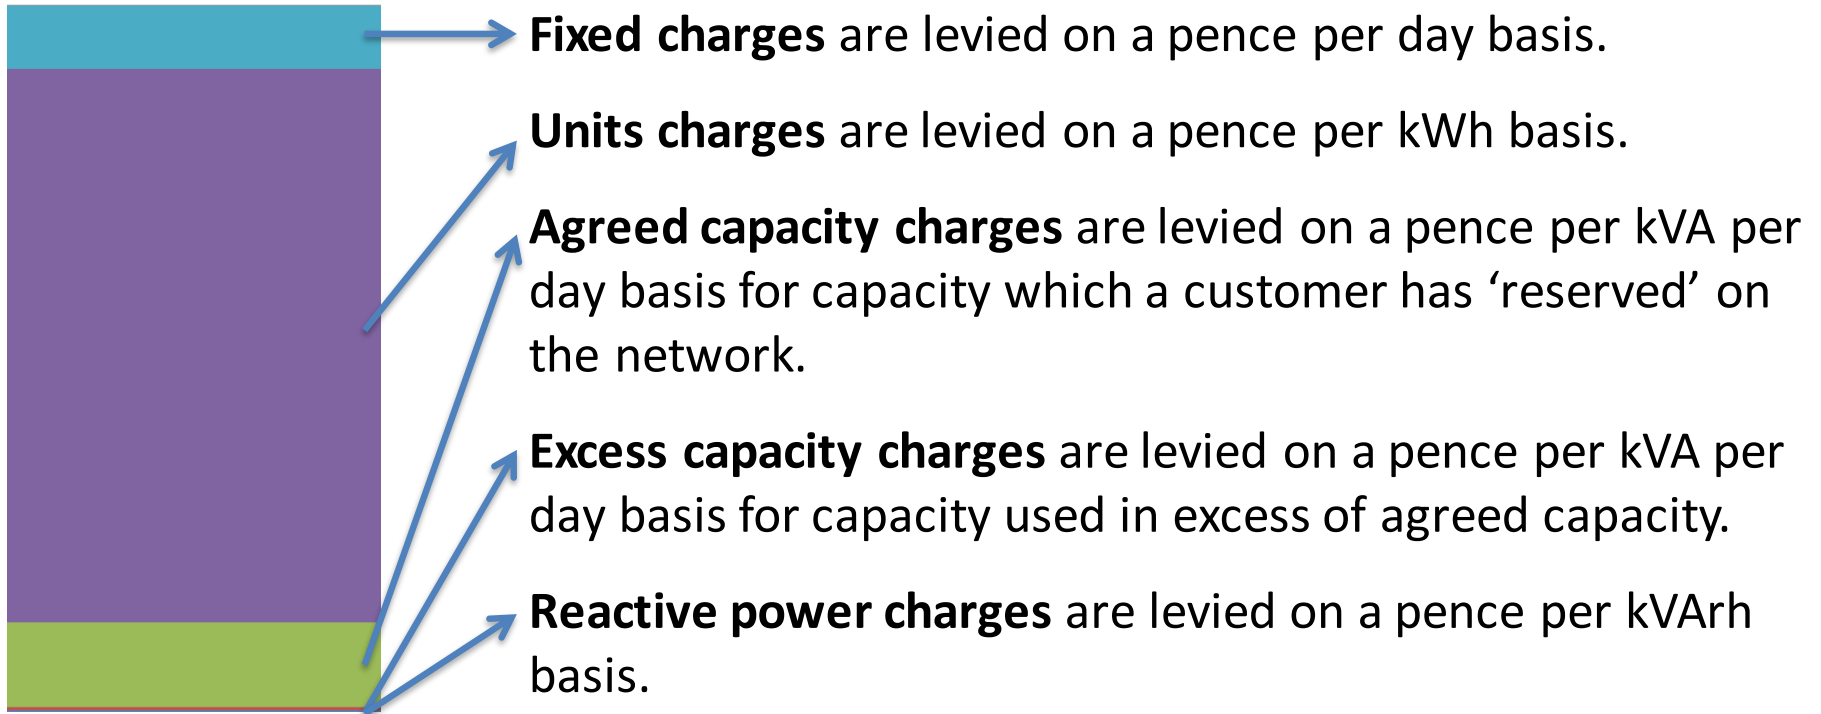 Fixed charges are levied on a pence per day basis.
Units charges are levied on a pence per kWh basis.
Agreed capacity charges are levied on a pence per kVA per
day basis for capacity which a customer has ‘reserved’ on
the network.
Excess capacity charges are levied on a pence per kVA per
day basis for capacity used in excess of agreed capacity.
Reactive power charges are levied on a pence per kVArh
basis.